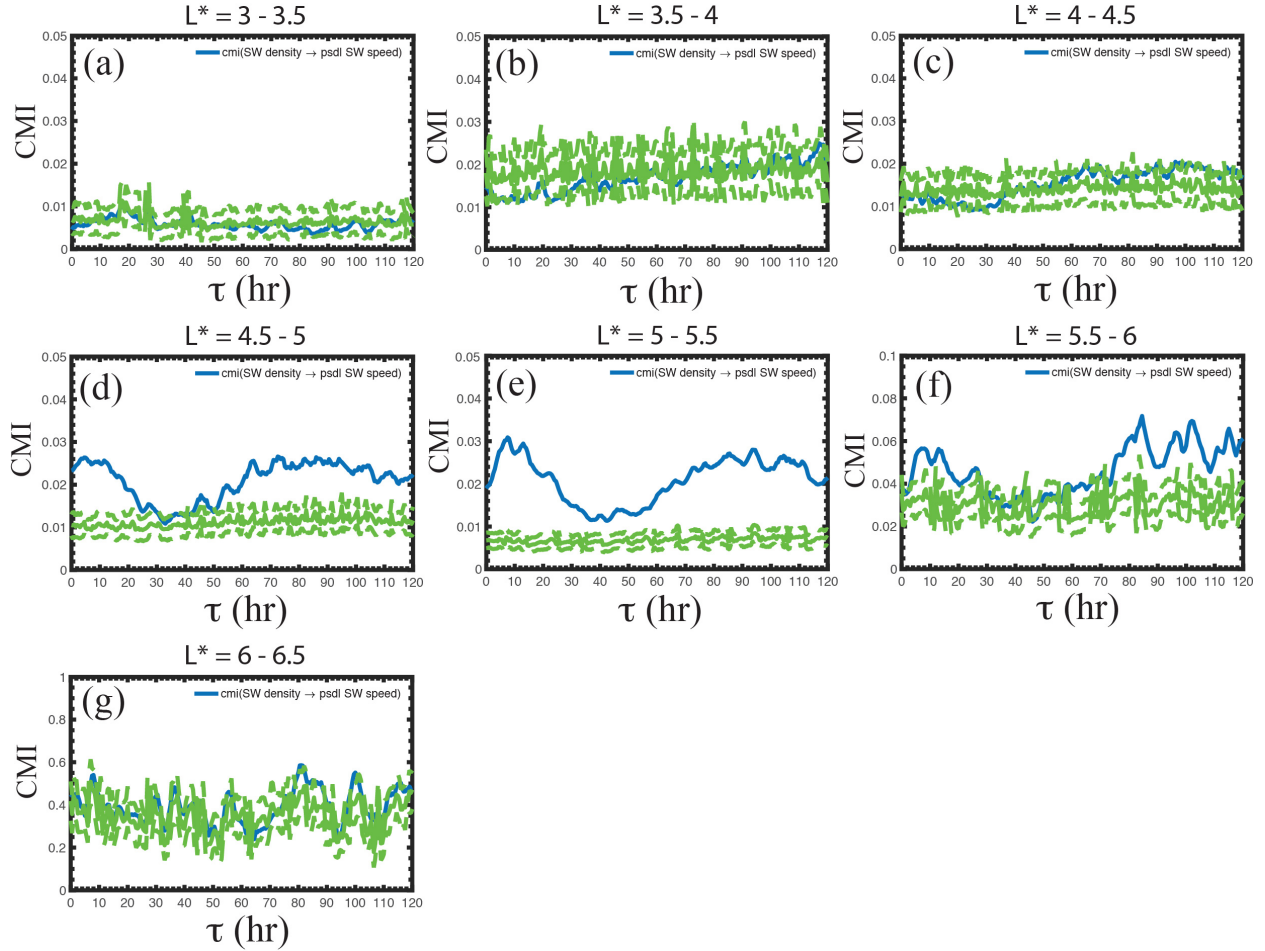 L* = 3 - 3.5
cmi(SW density → psdl SW speed)
(a)
CMI
0.05
0.04
0.03
0.02
0.01
0
0 10 20 30 40 50 60 70 80 90 100 110 120
τ (hr)
L* = 3.5 - 4
cmi(SW density → psdl SW speed)
(b)
CMI
0.05
0.04
0.03
0.02
0.01
0
0 10 20 30 40 50 60 70 80 90 100 110 120
τ (hr)
L* = 4 - 4.5
cmi(SW density → psdl SW speed)
(c)
CMI
0.05
0.04
0.03
0.02
0.01
0
0 10 20 30 40 50 60 70 80 90 100 110 120
τ (hr)
L* = 4.5 - 5
cmi(SW density → psdl SW speed)
(d)
CMI
0.05
0.04
0.03
0.02
0.01
0
0 10 20 30 40 50 60 70 80 90 100 110 120
τ (hr)
L* = 5 - 5.5
cmi(SW density → psdl SW speed)
(e)
CMI
0.05
0.04
0.03
0.02
0.01
0
0 10 20 30 40 50 60 70 80 90 100 110 120
τ (hr)
L* = 5.5 - 6
cmi(SW density → psdl SW speed)
(f)
CMI
0.1
0.08
0.06
0.04
0.02
0
0 10 20 30 40 50 60 70 80 90 100 110 120
τ (hr)
L* = 6 - 6.5
cmi(SW density → psdl SW speed)
(g)
CMI
1
0.8
0.6
0.4
0.2
0
0 10 20 30 40 50 60 70 80 90 100 110 120
τ (hr)